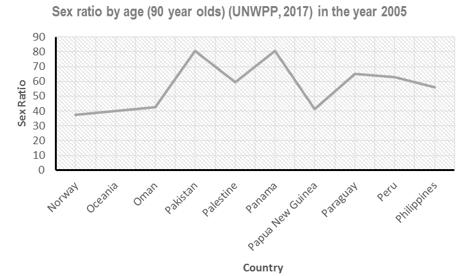 Sex ratio by age (90 year olds) (UNWPP, 2017) in the year 2005
90
80
70
60
50
40
30
20
10
0
Sex Ratio
Norway
Oceania
Oman
Pakistan
Palestine
Panama
Papua New Guinea
Paraguay
Peru
Philippines
Country